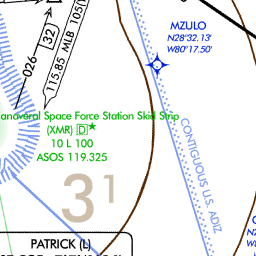 MZULO
N28°32.13'
W80°17.50'
026
32
115.85 MLB 105
anaveral Space Force Station Skid Strip
(XMR) D*
10 L 100
ASOS 119.325
CONTIGUOUS U.S. ADIZ
31
PATRICK (L)